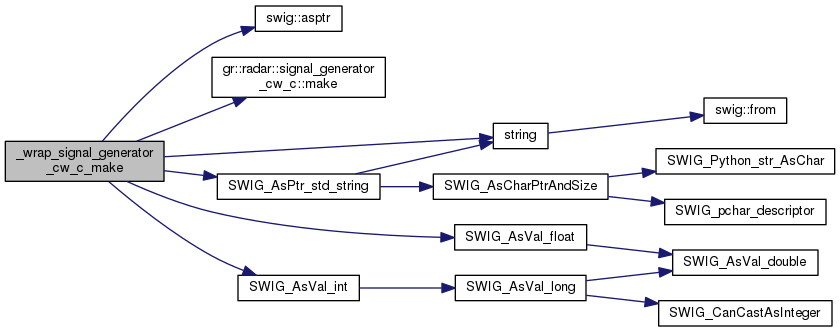 swig::asptr
gr::radar::signal_generator
_cw_c::make
swig::from
string
_wrap_signal_generator
_cw_c_make
SWIG_Python_str_AsChar
SWIG_AsPtr_std_string
SWIG_AsCharPtrAndSize
SWIG_pchar_descriptor
SWIG_AsVal_float
SWIG_AsVal_double
SWIG_AsVal_int
SWIG_AsVal_long
SWIG_CanCastAsInteger